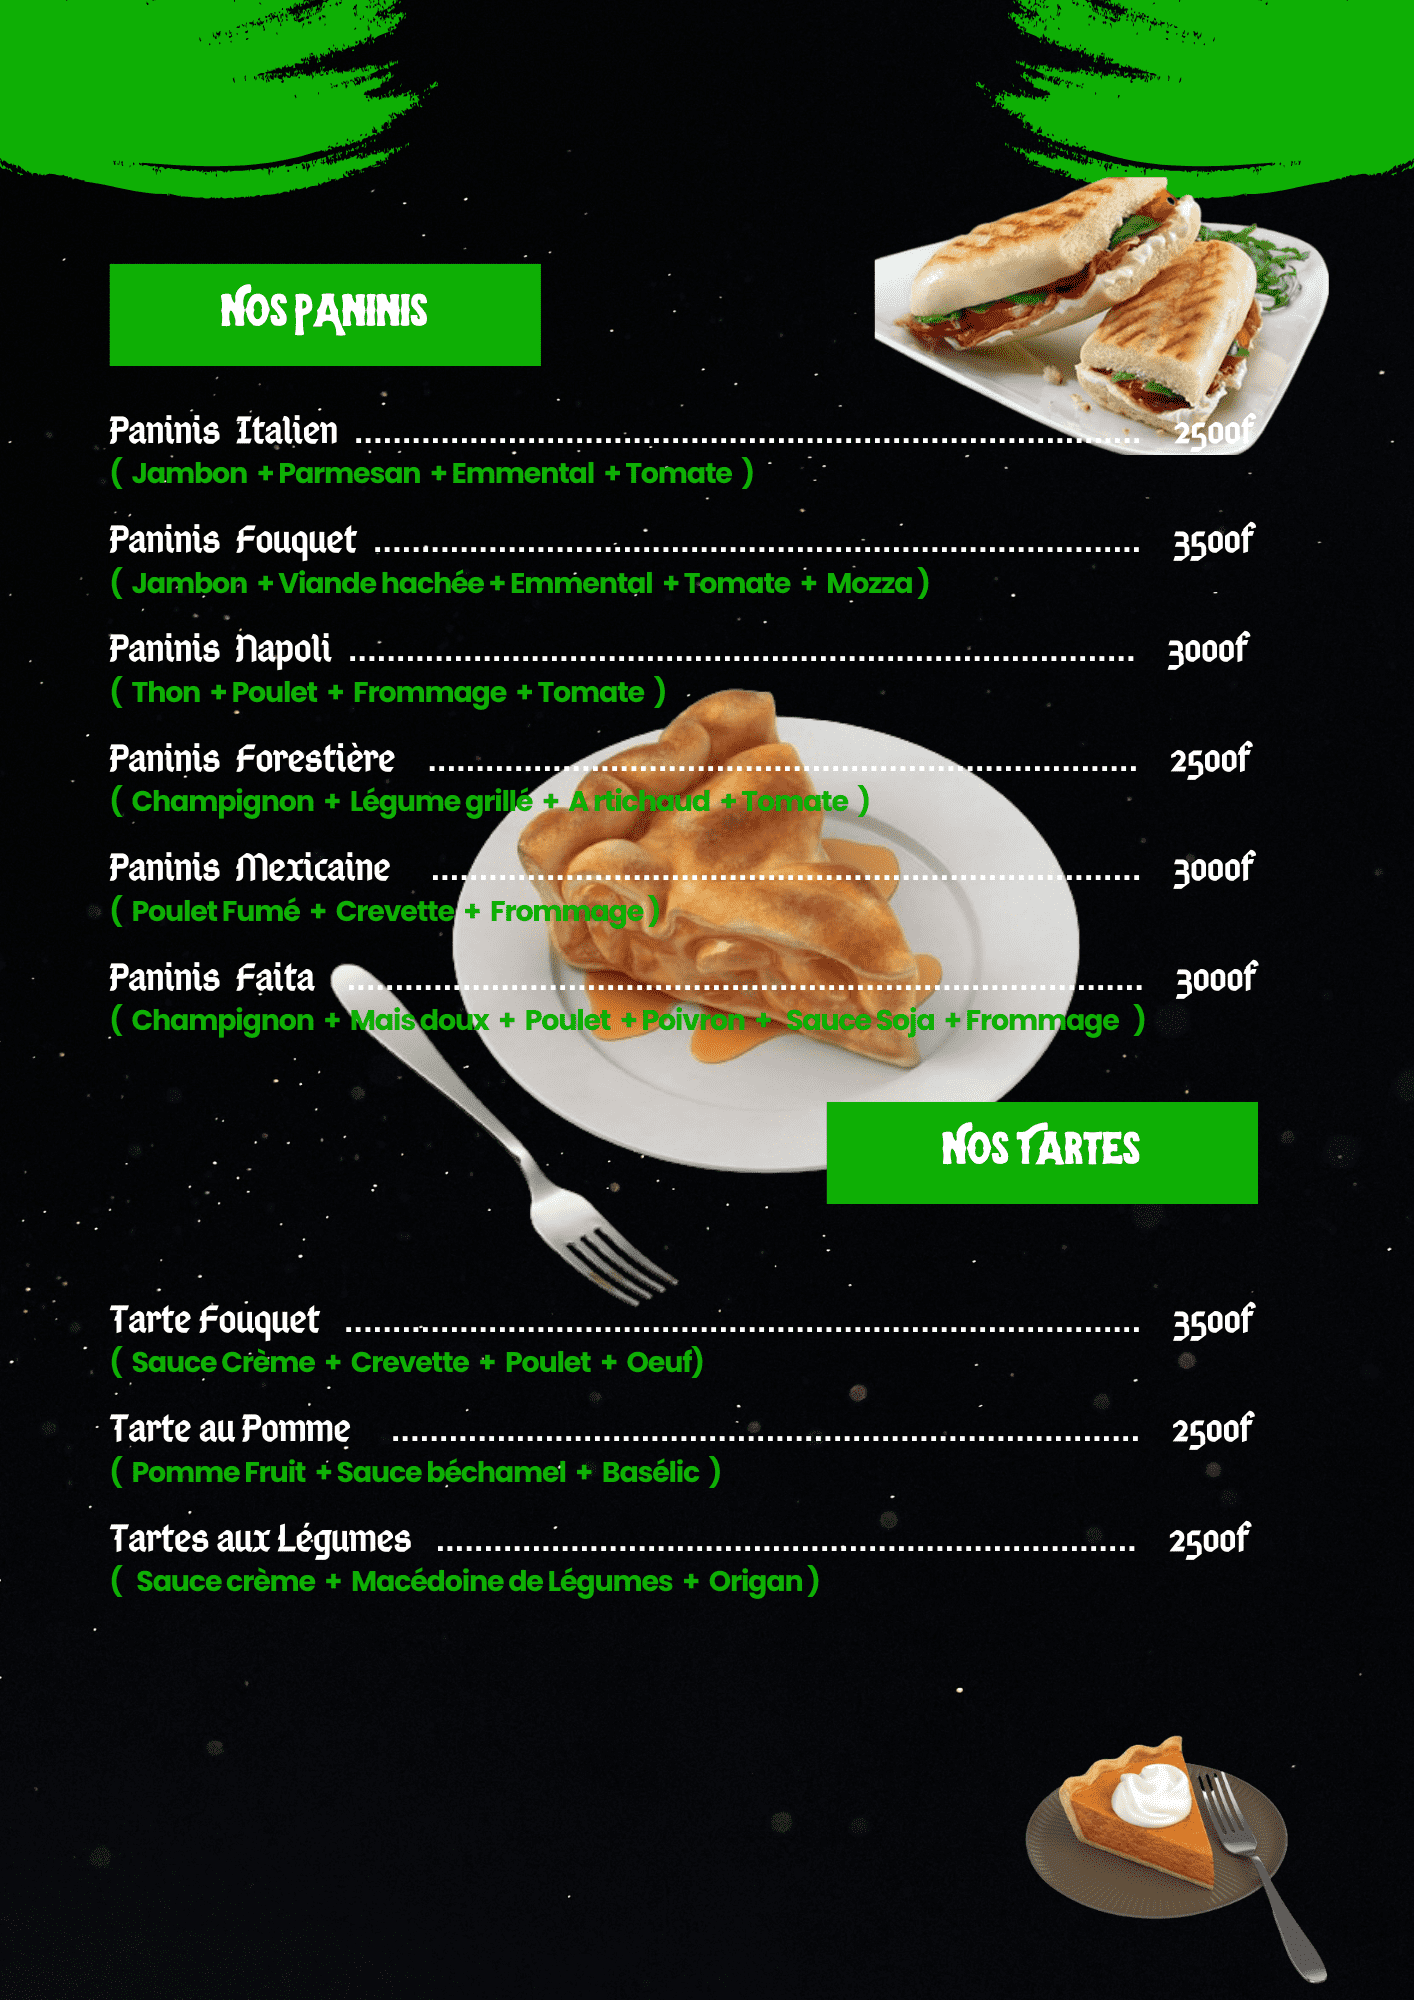 NOS PANINIS
Paninis Italien ........................................................................................ 2500f
( Jambon + Parmesan + Emmental + Tomate )
Paninis Fouquet ...................................................................................... 3500f
( Jambon + Viande hachée + Emmental + Tomate + Mozza )
Paninis Napoli ........................................................................................ 3000f
( Thon + Poulet + Frommage + Tomate )
Paninis Forestière ................................................................................ 2500f
( Champignon + Légume grillé + A rtichaud + Tomate )
Paninis Mexicaine ................................................................................ 3000f
( Poulet Fumé + Crevette + Frommage )
Paninis Faita ......................................................................................... 3000f
( Champignon + Mais doux + Poulet + Poivron + Sauce Soja + Frommage )
NOS TARTES
Tarte Fouquet ......................................................................................... 3500f
( Sauce Crème + Crevette + Poulet + Oeuf)
Tarte au Pomme .................................................................................... 2500f
( Pomme Fruit + Sauce béchamel + Basélic )
Tartes aux Légumes .............................................................................. 2500f
( Sauce crème + Macédoine de Légumes + Origan )